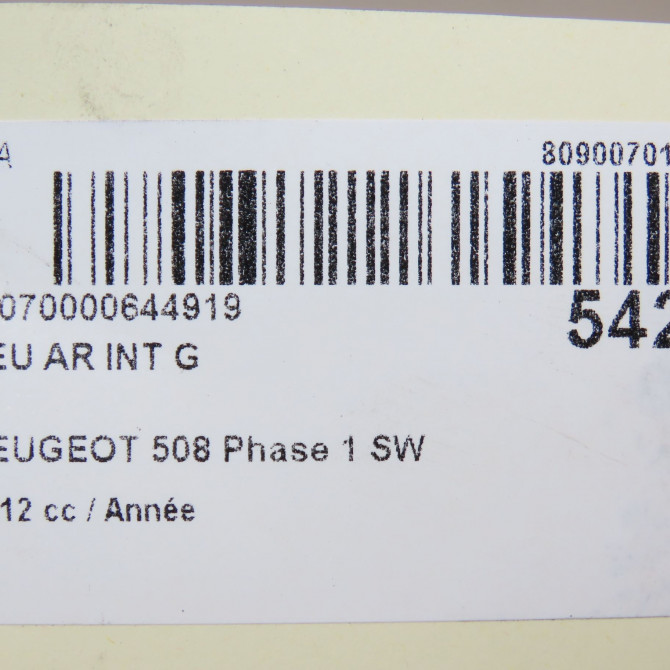 A 80900701
070000644919 542
EU AR INT G
EUGEOT 508 Phase 1 SW
12 cc / Année